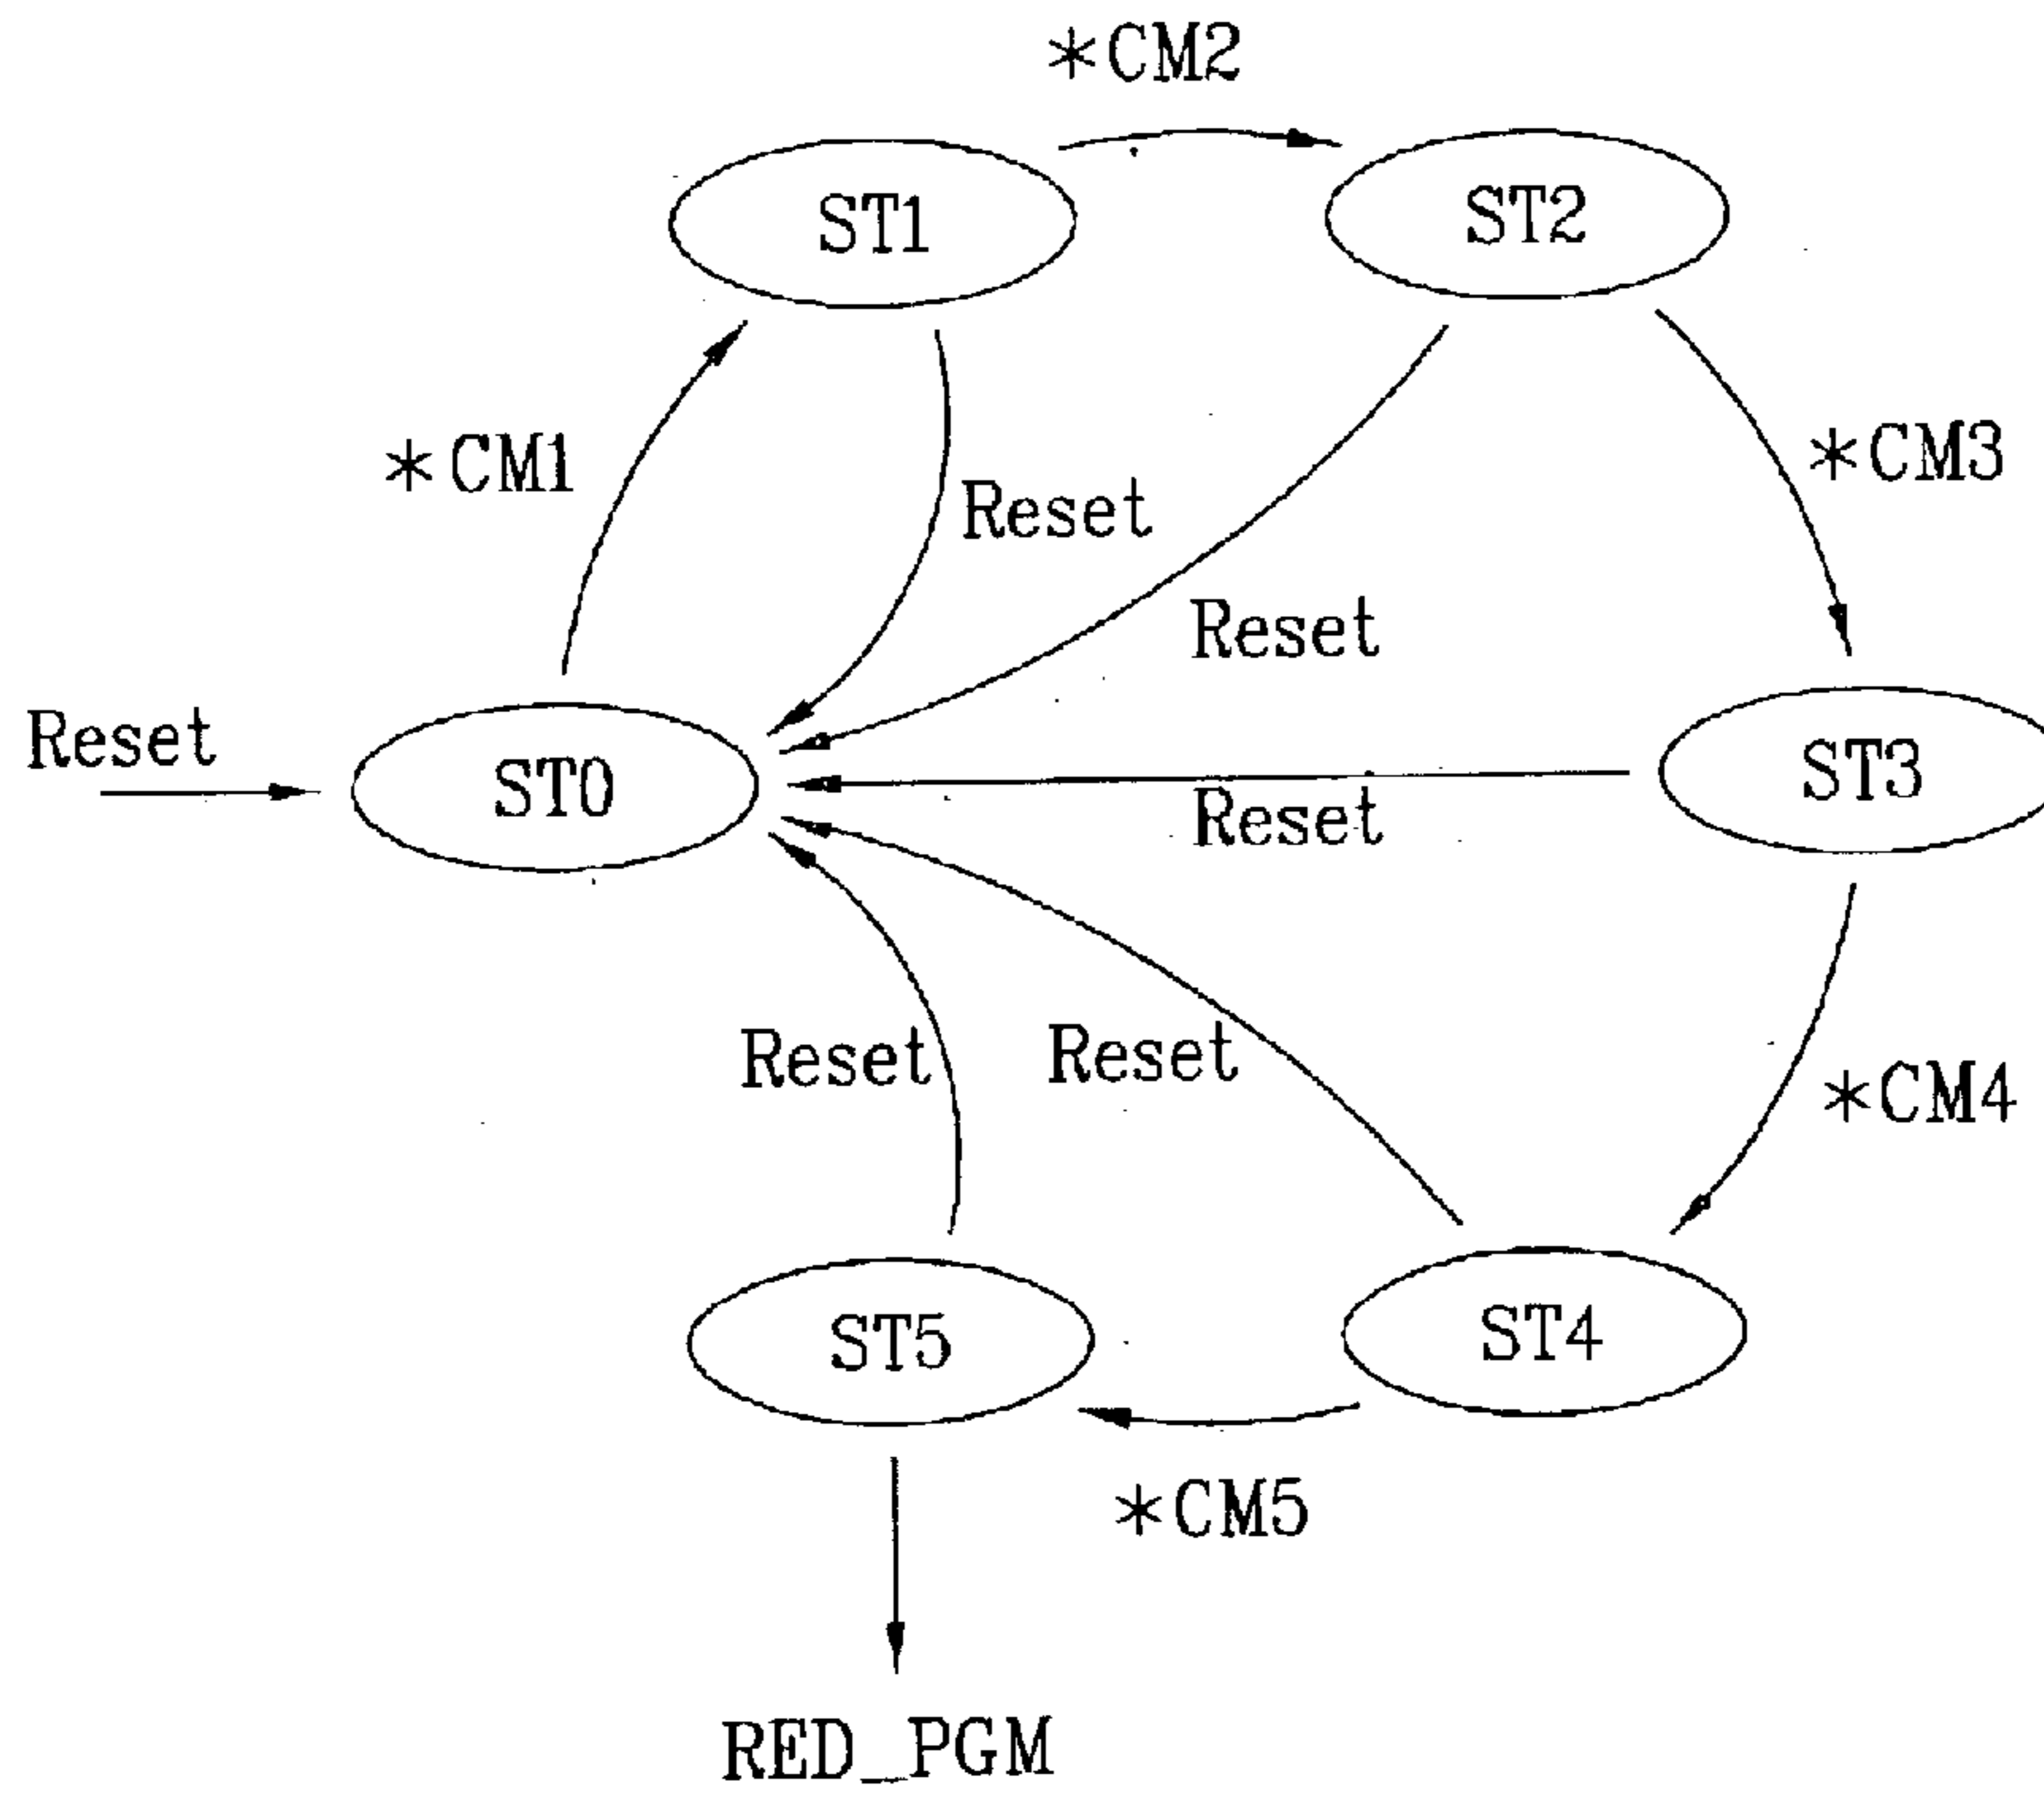 *CM2
ST1
ST2
*CM1
*CM3
Reset
Reset
Reset
ST0
ST3
Reset
Reset
Reset
*CM4
ST5
ST4
*CM5
RED_PGM